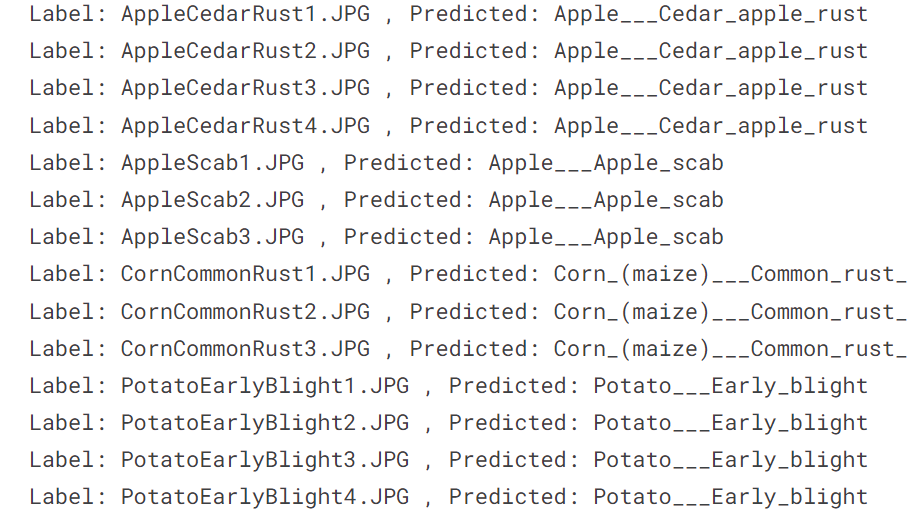 Label: AppleCedarRust1.JPG , Predicted: Apple___Cedar_apple_rust
Label: AppleCedarRust2.JPG , Predicted: Apple___Cedar_apple_rust
Label: AppleCedarRust3.JPG , Predicted: Apple___Cedar_apple_rust
Label: AppleCedarRust4.JPG , Predicted: Apple___Cedar_apple_rust
Label: AppleScab1.JPG , Predicted: Apple___Apple_scab
Label: AppleScab2.JPG , Predicted: Apple___Apple_scab
Label: AppleScab3.JPG , Predicted: Apple___Apple_scab
Label: CornCommonRust1.JPG , Predicted: Corn_(maize)___Common_rust_
Label: CornCommonRust2.JPG , Predicted: Corn_(maize)___Common_rust_
Label: CornCommonRust3.JPG , Predicted: Corn_(maize)___Common_rust_
Label: PotatoEarlyBlight1.JPG , Predicted: Potato___Early_blight
Label: PotatoEarlyBlight2.JPG , Predicted: Potato___Early_blight
Label: PotatoEarlyBlight3.JPG , Predicted: Potato___Early_blight
Label: PotatoEarlyBlight4.JPG , Predicted: Potato___Early_blight